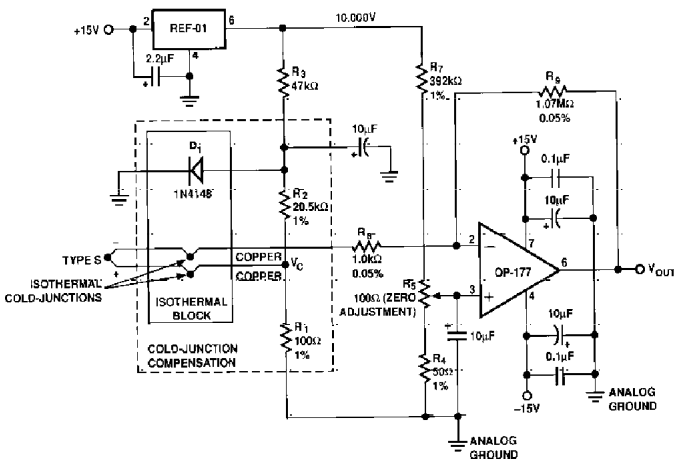 +15V
2
REF-01
6
10.000V
4
2.2µF
+
R3
47kΩ
R7
392kΩ
1%
R9
1.07MΩ
0.05%
10µF
+
D1
1N4148
R2
20.5kΩ
1%
+15V
0.1µF
10µF
+
7
TYPE S
−
+
COPPER
COPPER
VC
ISOTHERMAL
COLD-JUNCTIONS
ISOTHERMAL
BLOCK
R8
1.0kΩ
0.05%
2
−
OP-177
6
VOUT
3
+
4
R5
100Ω (ZERO
ADJUSTMENT)
R1
100Ω
1%
COLD-JUNCTION
COMPENSATION
+
10µF
R4
50Ω
1%
10µF
+
0.1µF
−15V
ANALOG
GROUND
ANALOG
GROUND